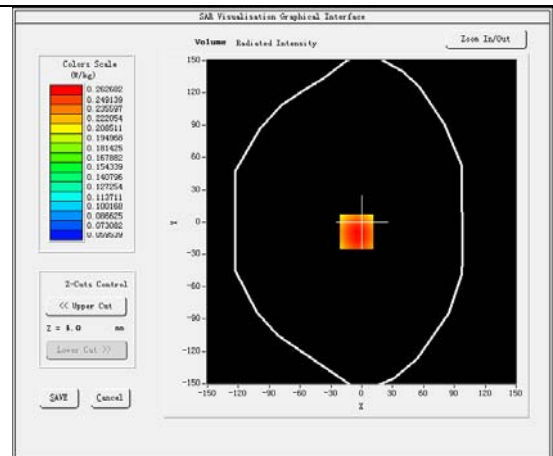 SAR Visualisation Graphical Interface
Volume Radiated Intensity
Zoom In/Out
Colors Scale
(W/kg)
0.262682
0.249139
0.235597
0.222054
0.208511
0.194968
0.181425
0.167882
0.154339
0.140796
0.127254
0.113711
0.100168
0.086625
0.073082
0.059539
150
120
90
60
30
0
-30
-60
-90
-120
-150
Y
-150 -120 -90 -60 -30 0 30 60 90 120 150
X
Z-Cuts Control
<< Upper Cut
Z = 4.0 mm
Lower Cut >>
SAVE Cancel